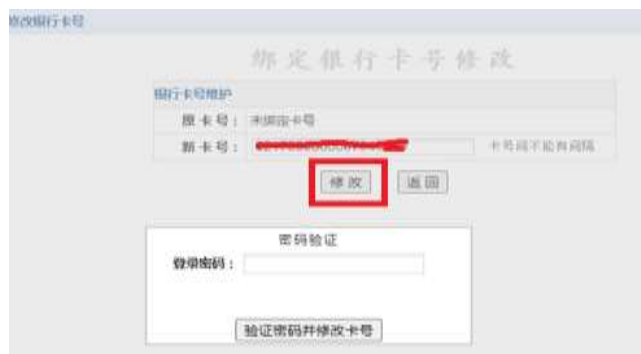 修改银行卡号
绑定银行卡号修改
银行卡号维护
原卡号： 未绑定卡号
新卡号： 卡号间不能有间隔
修改 返回
密码验证
登录密码：
验证密码并修改卡号